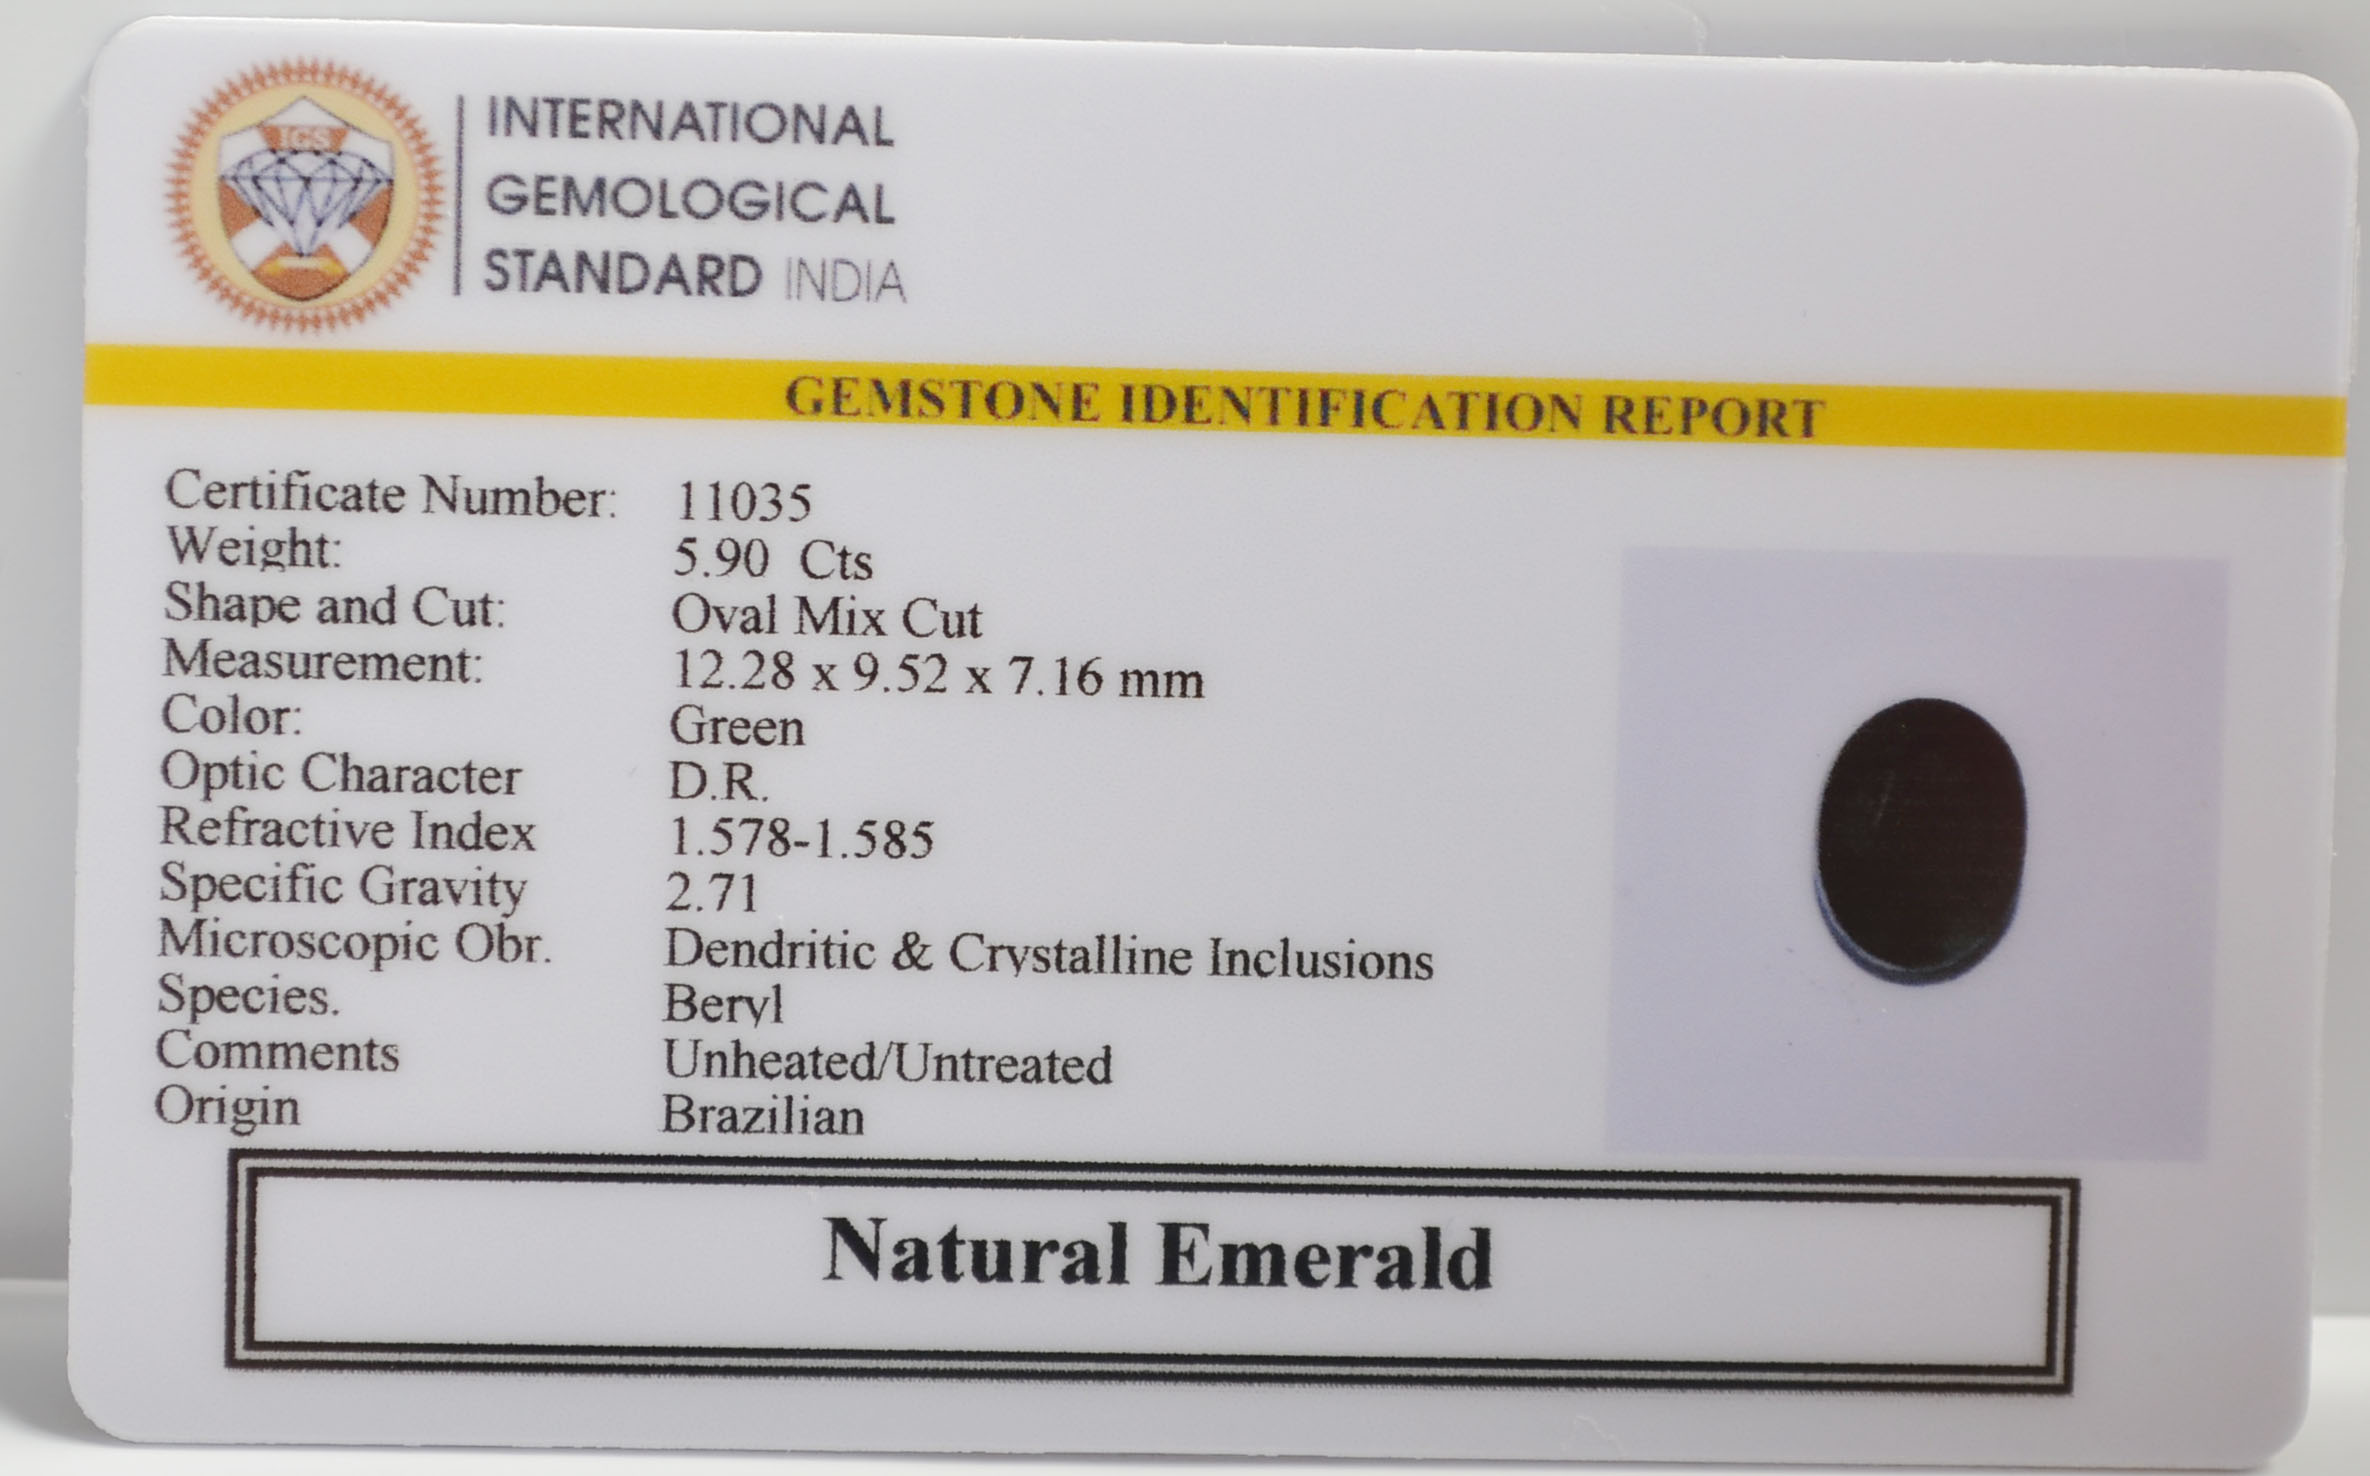 IGS
INTERNATIONAL
GEMOLOGICAL
STANDARD INDIA
GEMSTONE IDENTIFICATION REPORT
Certificate Number: 11035
Weight: 5.90 Cts
Shape and Cut: Oval Mix Cut
Measurement: 12.28 x 9.52 x 7.16 mm
Color: Green
Optic Character D.R.
Refractive Index 1.578-1.585
Specific Gravity 2.71
Microscopic Obr. Dendritic & Crystalline Inclusions
Species. Beryl
Comments Unheated/Untreated
Origin Brazilian
Natural Emerald